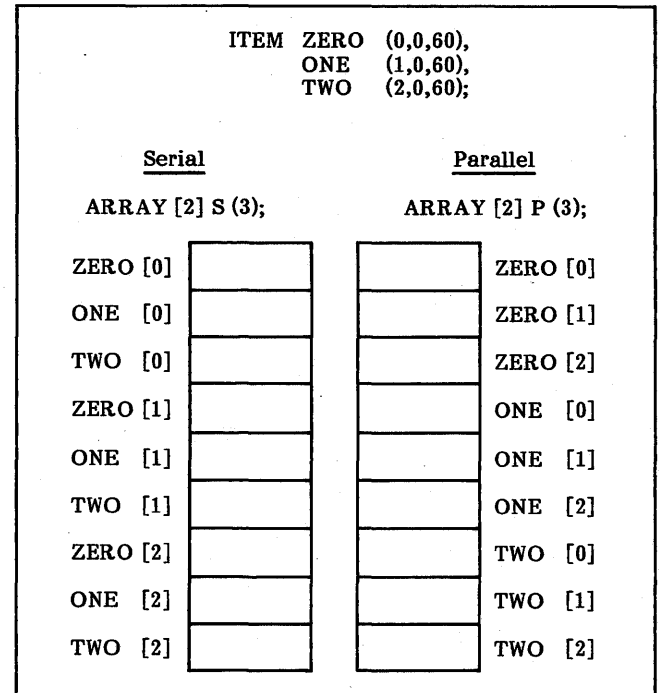 ITEM ZERO (0,0,60),
ONE (1,0,60),
TWO (2,0,60);
Serial Parallel
ARRAY [2] S (3); ARRAY [2] P (3);
ZERO [0] ZERO [0]
ONE [0] ZERO [1]
TWO [0] ZERO [2]
ZERO [1] ONE [0]
ONE [1] ONE [1]
TWO [1] ONE [2]
ZERO [2] TWO [0]
ONE [2] TWO [1]
TWO [2] TWO [2]